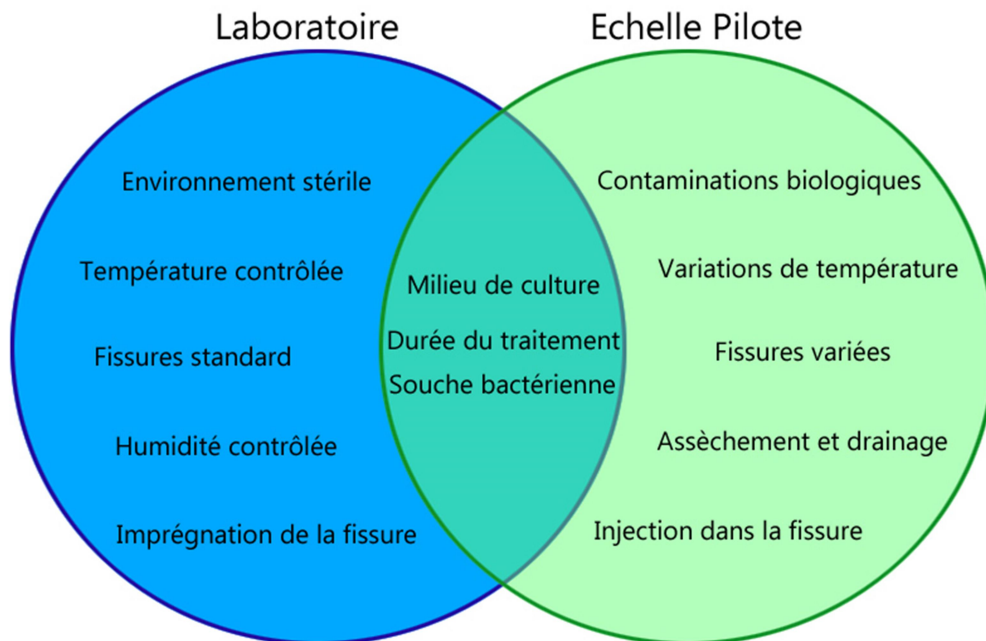 Laboratoire
Echelle Pilote
Environnement stérile
Température contrôlée
Fissures standard
Humidité contrôlée
Imprégnation de la fissure
Milieu de culture
Durée du traitement
Souche bactérienne
Contaminations biologiques
Variations de température
Fissures variées
Assèchement et drainage
Injection dans la fissure